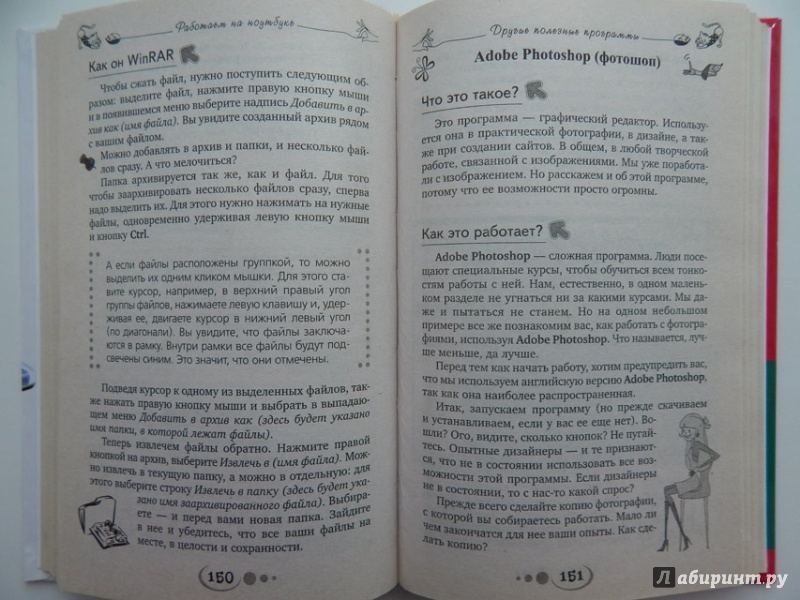 Работаем на ноутбуке
Как он WinRAR
Чтобы сжать файл, нужно поступить следующим об-
разом: выделите файл, нажмите правую кнопку мыши
и в появившемся меню выберите надпись Добавить в ар-
хив как (имя файла). Вы увидите созданный архив рядом
с вашим файлом.
Можно добавлять в архив и папки, и несколько фай-
лов сразу. А что мелочиться?
Папка архивируется так же, как и файл. Для того
чтобы заархивировать несколько файлов сразу, сперва
надо выделить их. Для этого нужно нажимать на нужные
файлы, одновременно удерживая левую кнопку мыши
и кнопку Ctrl.
А если файлы расположены группкой, то можно
выделить их одним кликом мышки. Для этого ста-
вите курсор, например, в верхний правый угол
группы файлов, нажимаете левую клавишу и, удер-
живая ее, двигаете курсор в нижний левый угол
(по диагонали). Вы увидите, что файлы заключа-
ются в рамку. Внутри рамки все файлы будут под-
свечены синим. Это значит, что они отмечены.
Подведя курсор к одному из выделенных файлов, так-
же нажать правую кнопку мыши и выбрать в выпадаю-
щем меню Добавить в архив как (здесь будет указано
имя папки, в которой лежат файлы).
Теперь извлечем файлы обратно. Нажмите правой
кнопкой на архив, выберите Извлечь в (имя файла). Мож-
но извлечь в текущую папку, а можно в отдельную: для
этого выберите строку Извлечь в папку (здесь будет ука-
зано имя заархивированного файла). Выбирае-
ете — и перед вами новая папка. Зайдите
в нее и убедитесь, что все ваши файлы на
месте, в целости и сохранности.
150
Другие полезные программы
Adobe Photoshop (фотошоп)
Что это такое?
Эта программа — графический редактор. Использу-
ется она в практической фотографии, в дизайне, а так-
же при создании сайтов. В общем, в любой творческой
работе, связанной с изображениями. Мы уже поработа-
ли с изображением. Но расскажем и об этой программе,
потому что ее возможности просто огромны.
Как это работает?
Adobe Photoshop — сложная программа. Люди посе-
щают специальные курсы, чтобы обучиться всем тонкос-
тям работы с ней. Нам, естественно, в одном малень-
ком разделе не угнаться ни за какими курсами. Мы да-
же и пытаться не станем. Но на одном небольшом
примере все же познакомим вас, как работать с фотогра-
фиями, используя Adobe Photoshop. Что называется, луч-
ше меньше, да лучше.
Перед тем как начать работу, хотим предупредить вас,
что мы используем английскую версию Adobe Photoshop,
так как она наиболее распространенная.
Итак, запускаем программу (но прежде скачиваем
и устанавливаем, если у вас ее еще нет). Во-
шли? Ого, видите, сколько кнопок? Не пугай-
тесь. Опытные дизайнеры — и те признают-
ся, что не в состоянии использовать все воз-
можности этой программы. Если дизайнеры
не в состоянии, то с нас-то какой спрос?
Прежде всего сделайте копию фотографии,
с которой вы собираетесь работать. Мало ли
чем закончатся для нее ваши опыты. Как сде-
лать копию?
151
Лабиринт.ру